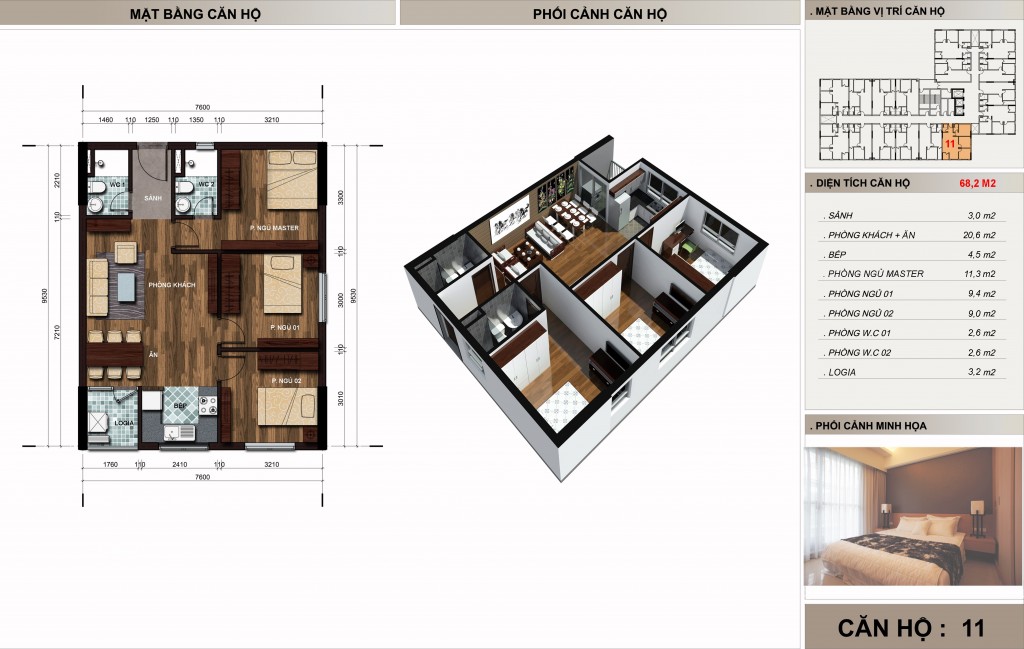 MẶT BẰNG CĂN HỘ
PHỐI CẢNH CĂN HỘ
. MẶT BẰNG VỊ TRÍ CĂN HỘ
7600
1460 110 1250 110 1350 110 3210
2210
110
7210
9530
WC 1
SẢNH
WC 2
P. NGỦ MASTER
PHÒNG KHÁCH
P. NGỦ 01
ĂN
P. NGỦ 02
BẾP
LOGIA
3300
110
3000
110
3010
9530
1760 110 2410 110 3210
7600
11
. DIỆN TÍCH CĂN HỘ 68,2 M2
. SẢNH 3,0 m2
. PHÒNG KHÁCH + ĂN 20,6 m2
. BẾP 4,5 m2
. PHÒNG NGỦ MASTER 11,3 m2
. PHÒNG NGỦ 01 9,4 m2
. PHÒNG NGỦ 02 9,0 m2
. PHÒNG W.C 01 2,6 m2
. PHÒNG W.C 02 2,6 m2
. LOGIA 3,2 m2
. PHỐI CẢNH MINH HỌA
CĂN HỘ : 11